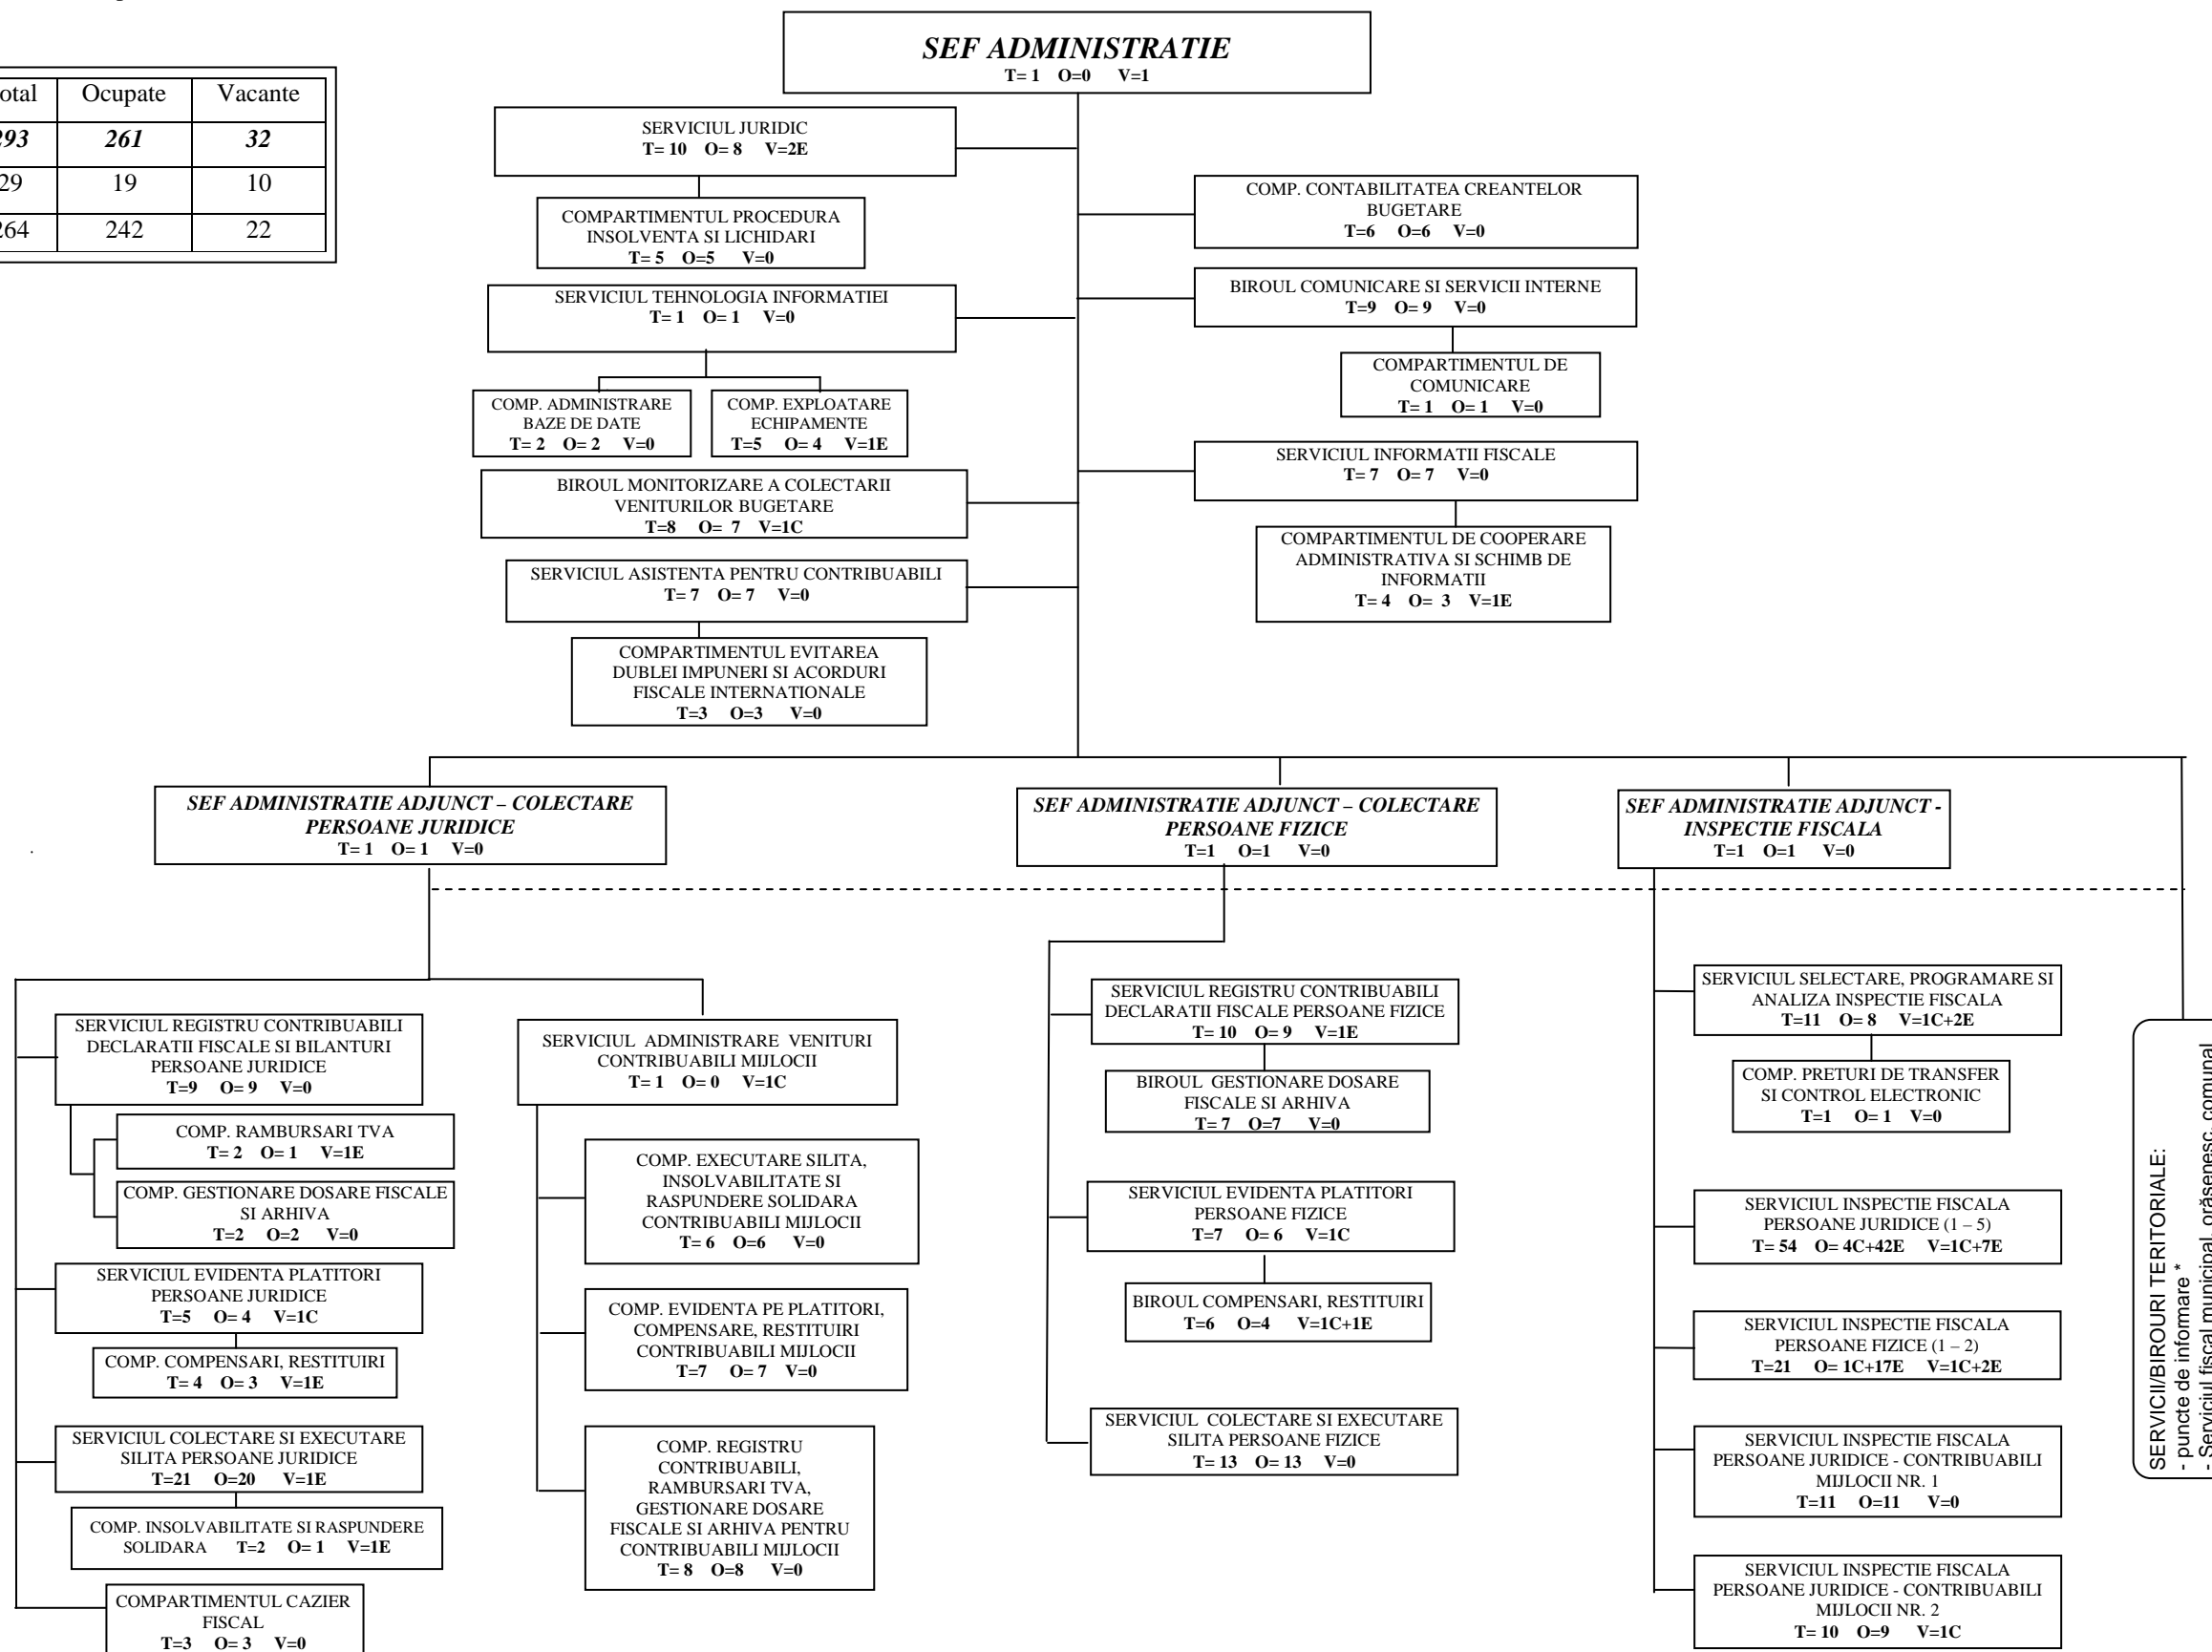 SEF ADMINISTRATIE
T= 1 O=0 V=1
Ocupate Vacante
261 32
19 10
242 22
SERVICIUL JURIDIC
T= 10 O= 8 V=2E
COMPARTIMENTUL PROCEDURA
INSOLVENTA SI LICHIDARI
T= 5 O=5 V=0
SERVICIUL TEHNOLOGIA INFORMATIEI
T= 1 O= 1 V=0
COMP. ADMINISTRARE
BAZE DE DATE
T= 2 O= 2 V=0
COMP. EXPLOATARE
ECHIPAMENTE
T=5 O= 4 V=1E
BIROUL MONITORIZARE A COLECTARII
VENITURILOR BUGETARE
T=8 O= 7 V=1C
SERVICIUL ASISTENTA PENTRU CONTRIBUABILI
T= 7 O= 7 V=0
COMPARTIMENTUL EVITAREA
DUBLEI IMPUNERI SI ACORDURI
FISCALE INTERNATIONALE
T=3 O=3 V=0
COMP. CONTABILITATEA CREANTELOR
BUGETARE
T=6 O=6 V=0
BIROUL COMUNICARE SI SERVICII INTERNE
T=9 O= 9 V=0
COMPARTIMENTUL DE
COMUNICARE
T= 1 O= 1 V=0
SERVICIUL INFORMATII FISCALE
T= 7 O= 7 V=0
COMPARTIMENTUL DE COOPERARE
ADMINISTRATIVA SI SCHIMB DE
INFORMATII
T= 4 O= 3 V=1E
SEF ADMINISTRATIE ADJUNCT – COLECTARE
PERSOANE JURIDICE
T= 1 O= 1 V=0
SEF ADMINISTRATIE ADJUNCT – COLECTARE
PERSOANE FIZICE
T=1 O=1 V=0
SEF ADMINISTRATIE ADJUNCT -
INSPECTIE FISCALA
T=1 O=1 V=0
SERVICIUL REGISTRU CONTRIBUABILI
DECLARATII FISCALE SI BILANTURI
PERSOANE JURIDICE
T=9 O= 9 V=0
COMP. RAMBURSARI TVA
T= 2 O= 1 V=1E
COMP. GESTIONARE DOSARE FISCALE
SI ARHIVA
T=2 O=2 V=0
SERVICIUL EVIDENTA PLATITORI
PERSOANE JURIDICE
T=5 O= 4 V=1C
COMP. COMPENSARI, RESTITUIRI
T= 4 O= 3 V=1E
SERVICIUL COLECTARE SI EXECUTARE
SILITA PERSOANE JURIDICE
T=21 O=20 V=1E
COMP. INSOLVABILITATE SI RASPUNDERE
SOLIDARA T=2 O= 1 V=1E
COMPARTIMENTUL CAZIER
FISCAL
T=3 O= 3 V=0
SERVICIUL ADMINISTRARE VENITURI
CONTRIBUABILI MIJLOCII
T= 1 O= 0 V=1C
COMP. EXECUTARE SILITA,
INSOLVABILITATE SI
RASPUNDERE SOLIDARA
CONTRIBUABILI MIJLOCII
T= 6 O=6 V=0
COMP. EVIDENTA PE PLATITORI,
COMPENSARE, RESTITUIRI
CONTRIBUABILI MIJLOCII
T=7 O= 7 V=0
COMP. REGISTRU
CONTRIBUABILI,
RAMBURSARI TVA,
GESTIONARE DOSARE
FISCALE SI ARHIVA PENTRU
CONTRIBUABILI MIJLOCII
T= 8 O=8 V=0
SERVICIUL REGISTRU CONTRIBUABILI
DECLARATII FISCALE PERSOANE FIZICE
T= 10 O= 9 V=1E
BIROUL GESTIONARE DOSARE
FISCALE SI ARHIVA
T= 7 O=7 V=0
SERVICIUL EVIDENTA PLATITORI
PERSOANE FIZICE
T=7 O= 6 V=1C
BIROUL COMPENSARI, RESTITUIRI
T=6 O=4 V=1C+1E
SERVICIUL COLECTARE SI EXECUTARE
SILITA PERSOANE FIZICE
T= 13 O= 13 V=0
SERVICIUL SELECTARE, PROGRAMARE SI
ANALIZA INSPECTIE FISCALA
T=11 O= 8 V=1C+2E
COMP. PRETURI DE TRANSFER
SI CONTROL ELECTRONIC
T=1 O= 1 V=0
SERVICIUL INSPECTIE FISCALA
PERSOANE JURIDICE (1 – 5)
T= 54 O= 4C+42E V=1C+7E
SERVICIUL INSPECTIE FISCALA
PERSOANE FIZICE (1 – 2)
T=21 O= 1C+17E V=1C+2E
SERVICIUL INSPECTIE FISCALA
PERSOANE JURIDICE - CONTRIBUABILI
MIJLOCII NR. 1
T=11 O=11 V=0
SERVICIUL INSPECTIE FISCALA
PERSOANE JURIDICE - CONTRIBUABILI
MIJLOCII NR. 2
T= 10 O=9 V=1C
SERVICII/BIROURI TERITORIALE:
- puncte de informare *
- Serviciul fiscal municipal, orăşenesc, comunal